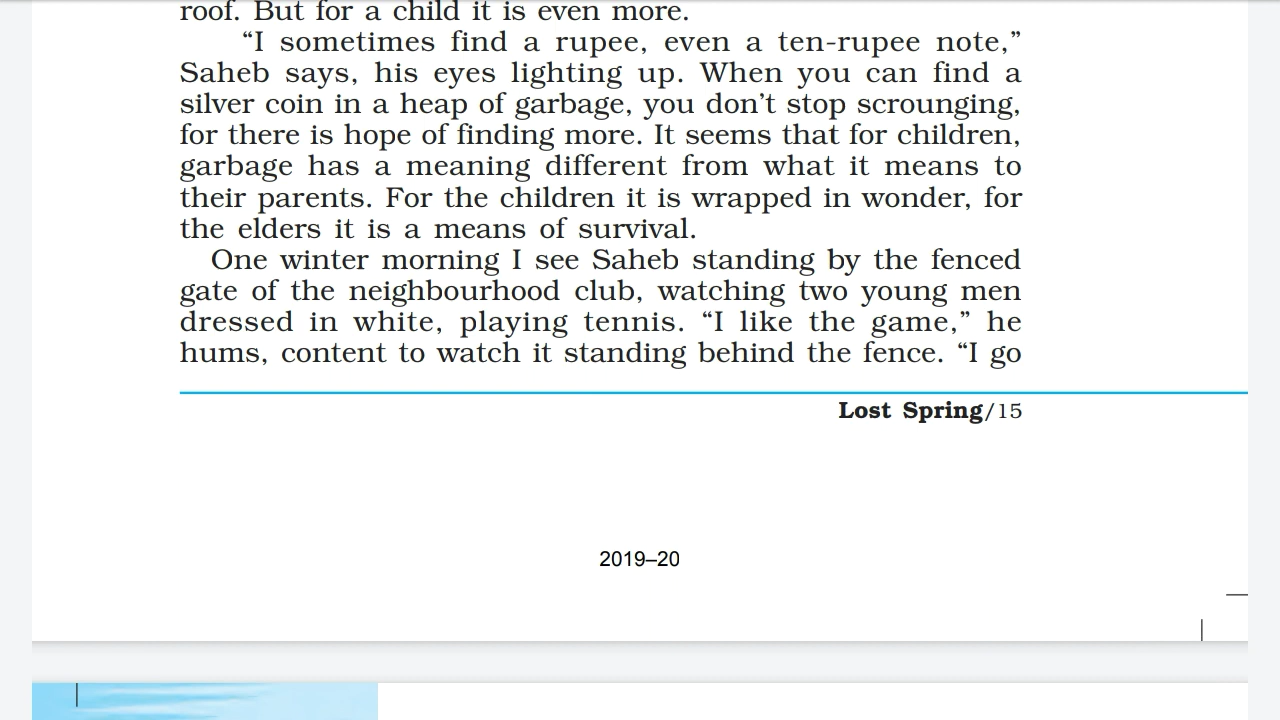 roof. But for a child it is even more.
“I sometimes find a rupee, even a ten-rupee note,”
Saheb says, his eyes lighting up. When you can find a
silver coin in a heap of garbage, you don’t stop scrounging,
for there is hope of finding more. It seems that for children,
garbage has a meaning different from what it means to
their parents. For the children it is wrapped in wonder, for
the elders it is a means of survival.
One winter morning I see Saheb standing by the fenced
gate of the neighbourhood club, watching two young men
dressed in white, playing tennis. “I like the game,” he
hums, content to watch it standing behind the fence. “I go
Lost Spring/15
2019–20